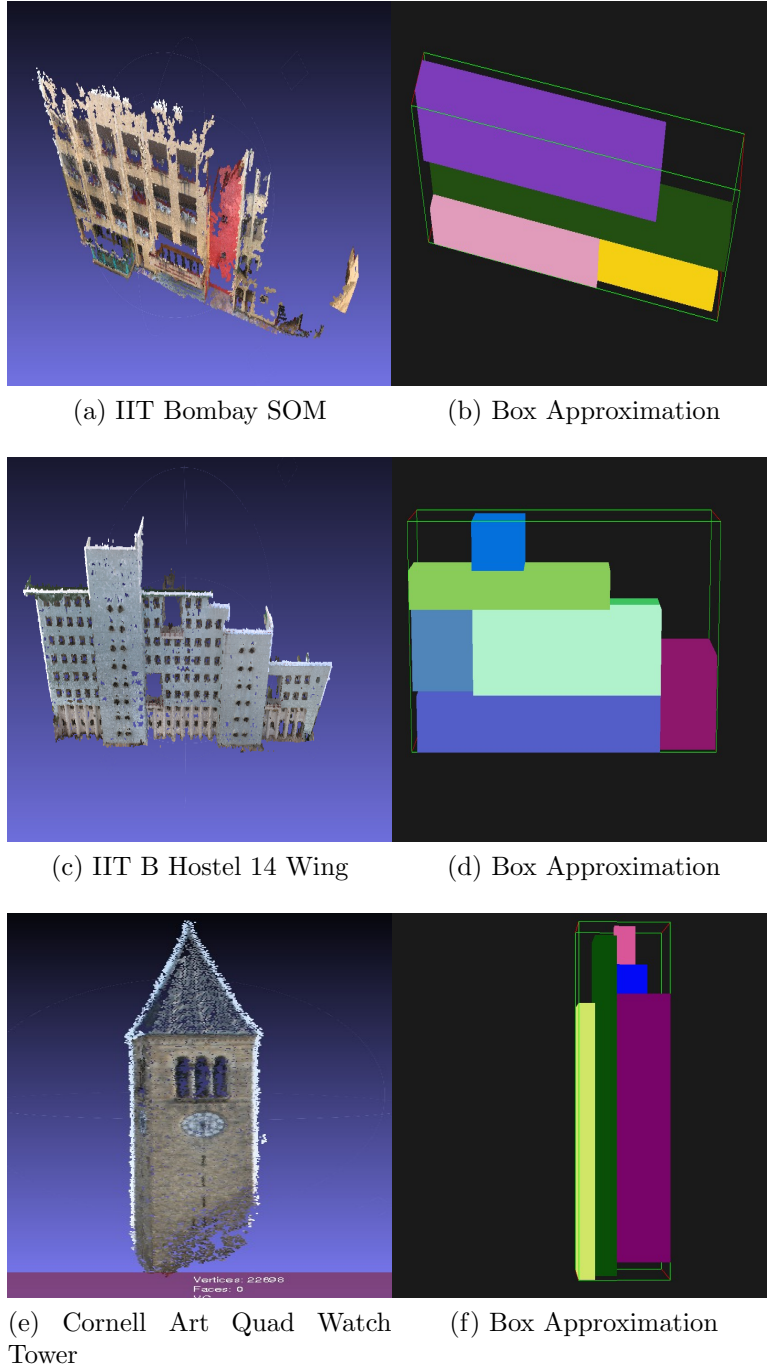 (a) IIT Bombay SOM
(b) Box Approximation
(c) IIT B Hostel 14 Wing
(d) Box Approximation
Vertices: 22698
Faces: 0
(e) Cornell Art Quad Watch
Tower
(f) Box Approximation